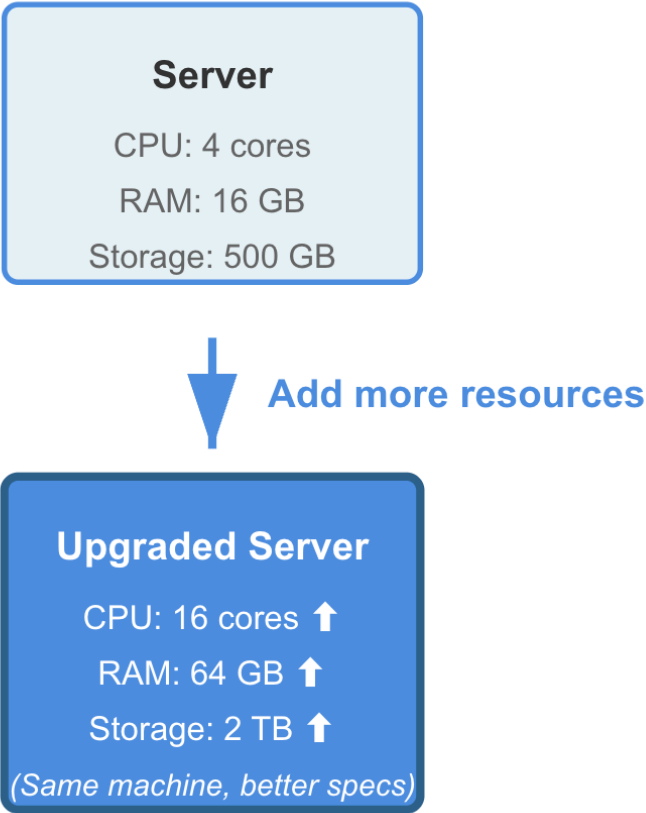 Server
CPU: 4 cores
RAM: 16 GB
Storage: 500 GB
Add more resources
Upgraded Server
CPU: 16 cores ⬆
RAM: 64 GB ⬆
Storage: 2 TB ⬆
(Same machine, better specs)